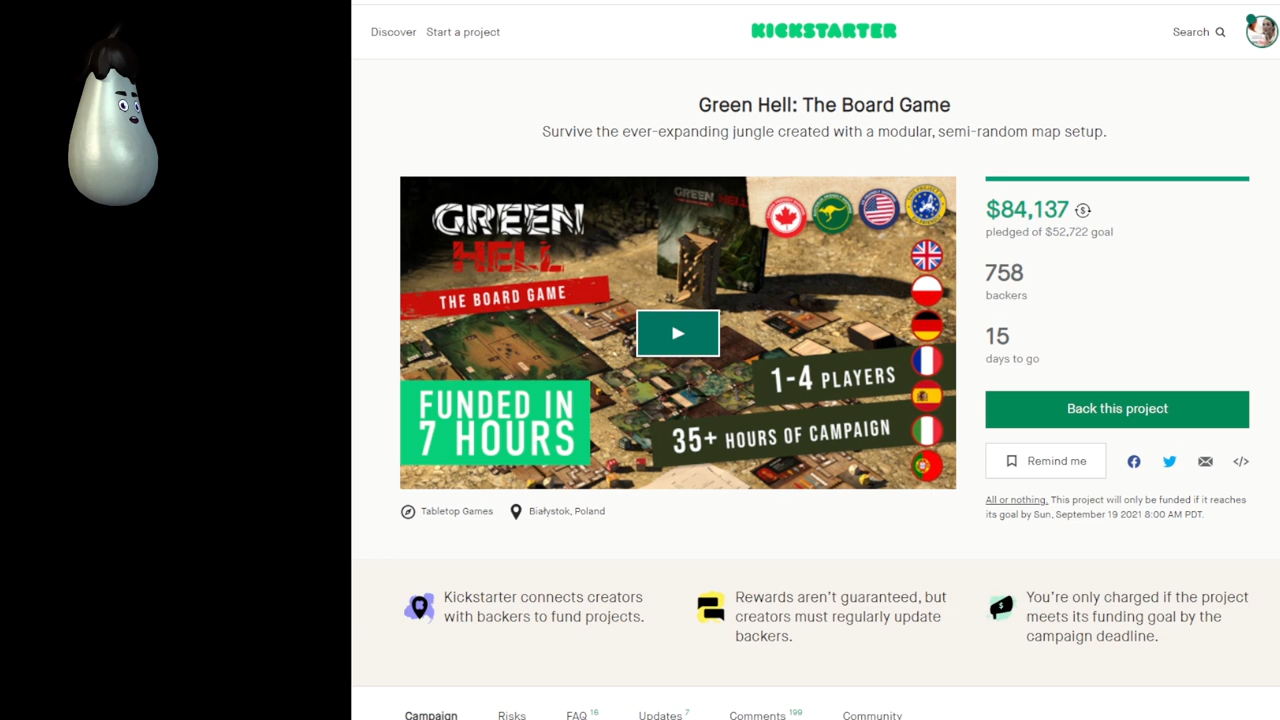 Discover Start a project KICKSTARTER Search
Green Hell: The Board Game
Survive the ever-expanding jungle created with a modular, semi-random map setup.
GREEN
HELL
THE BOARD GAME
GREEN HELL
FUNDED IN
7 HOURS
1-4 PLAYERS
35+ HOURS OF CAMPAIGN
$84,137
pledged of $52,722 goal
758
backers
15
days to go
Back this project
Remind me
All or nothing. This project will only be funded if it reaches
its goal by Sun, September 19 2021 8:00 AM PDT.
Tabletop Games Białystok, Poland
Kickstarter connects creators
with backers to fund projects.
Rewards aren't guaranteed, but
creators must regularly update
backers.
You're only charged if the project
meets its funding goal by the
campaign deadline.
Campaign Risks FAQ 16 Updates 7 Comments 199 Community